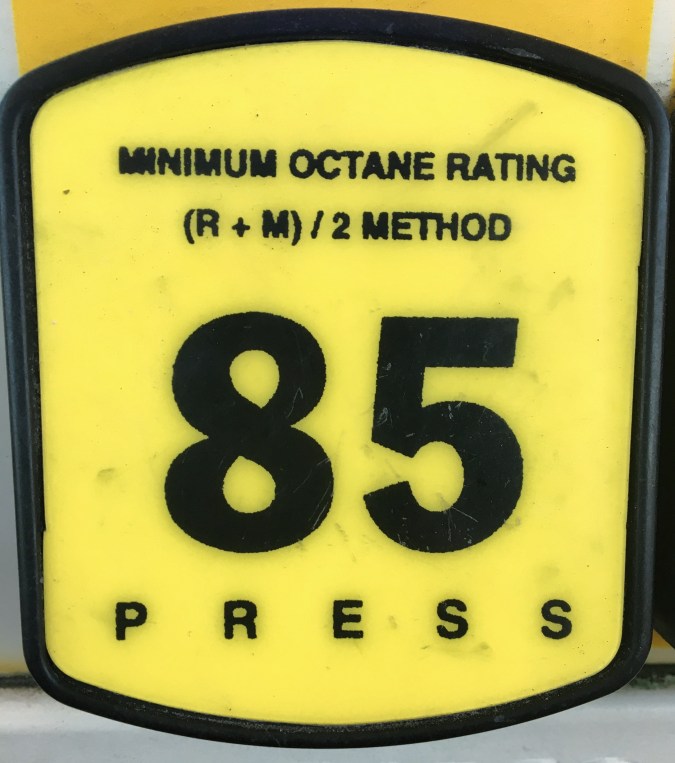 MINIMUM OCTANE RATING
(R + M) / 2 METHOD
85
PRESS